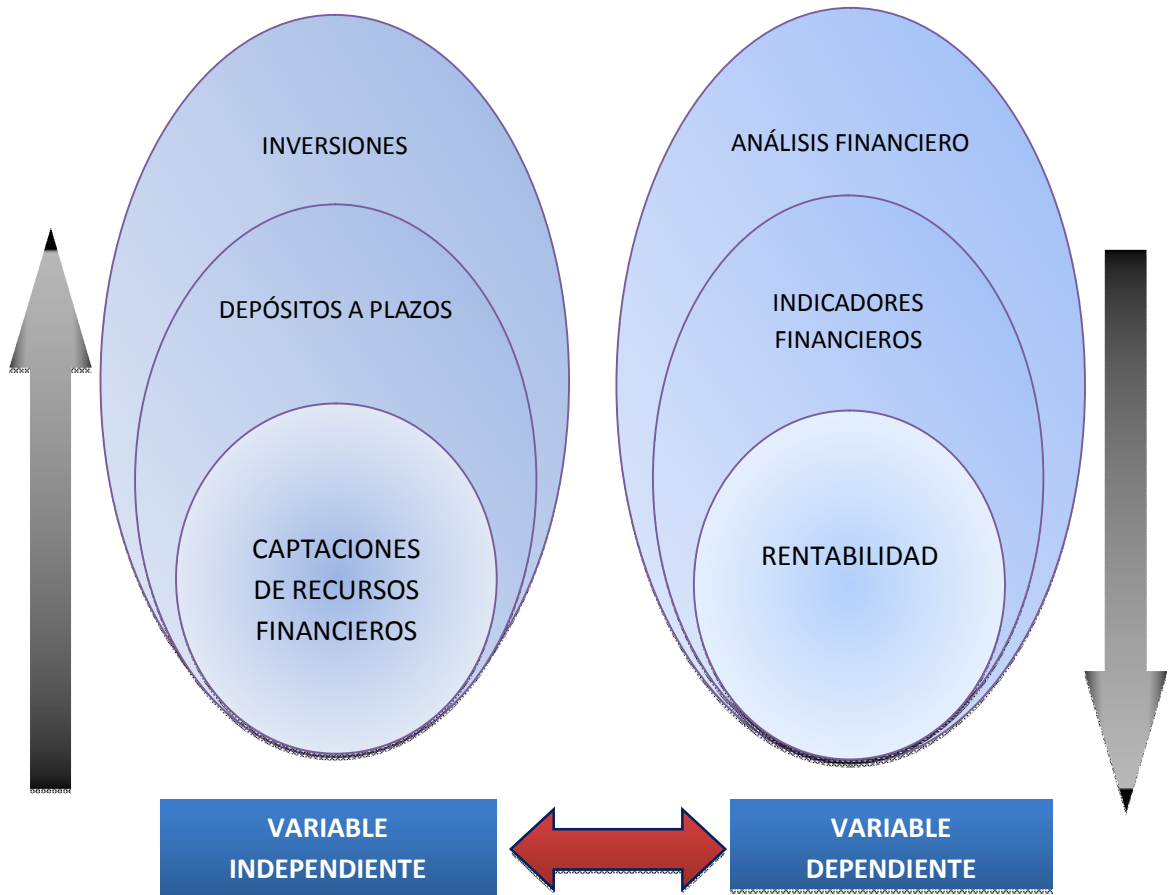 INVERSIONES
DEPÓSITOS A PLAZOS
CAPTACIONES
DE RECURSOS
FINANCIEROS
ANÁLISIS FINANCIERO
INDICADORES
FINANCIEROS
RENTABILIDAD
VARIABLE
INDEPENDIENTE
VARIABLE
DEPENDIENTE